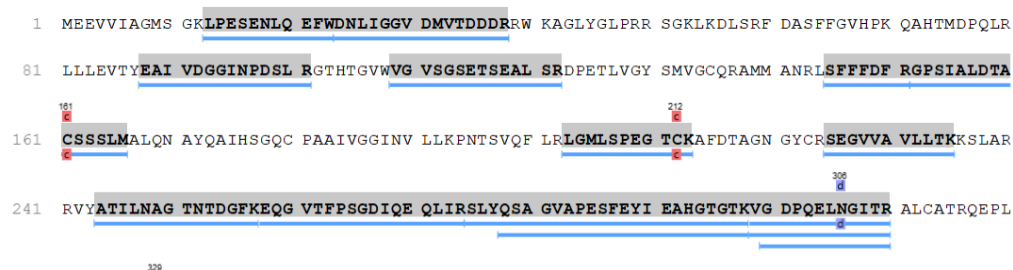 1 MEEVVIAGMS GKLPESENLQ EFWDNLIGGV DMVTDDDRRW KAGLYGLPRR SGKLKDLSRF DASFFGVHPK QAHTMDPQLR
81 LLLEVTYEAI VDGGINPDSL RGTHTGVWVG VSGSETSEAL SRDPETLVGY SMVGCQRAMM ANRLSFFFDF RGPSIALDTA
161 212
c c
161 CSSSLMALQN AYQAIHSGQC PAAIVGGINV LLKPNTSVQF LRLGMLSPEG TCKAFDTAGN GYCRSEGVVA VLLTKKSLAR
c c
306
d
241 RVYATILNAG TNTDGFKEQG VTFPSGDIQE QLIRSLYQSA GVAPESFEYI EAHGTGTKVG DPQELNGITR ALCATRQEPL
d
329